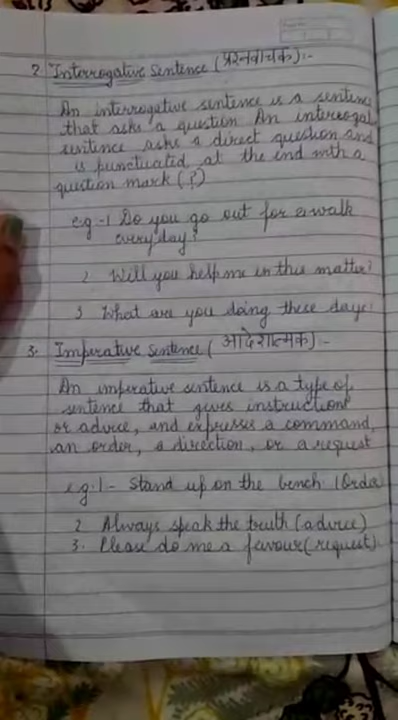 2. Interrogative Sentence (प्रश्नवाचक) :-
An interrogative sentence is a sentence
that asks a question An interrogat
sentence asks a direct question and
is punctuated at the end with a
question mark (?)
e.g -1 Do you go out for a walk
everyday?
2. Will you help me in this matter?
3 What are you doing these days?
3. Imperative Sentence ( आदेशात्मक) :-
An imperative sentence is a type of
sentence that gives instructions
or advice, and expresses a command,
an order, a direction, or a request
e.g. 1 - Stand up on the bench. (Order)
2 Always speak the truth (advice)
3. Please do me a favour (request).